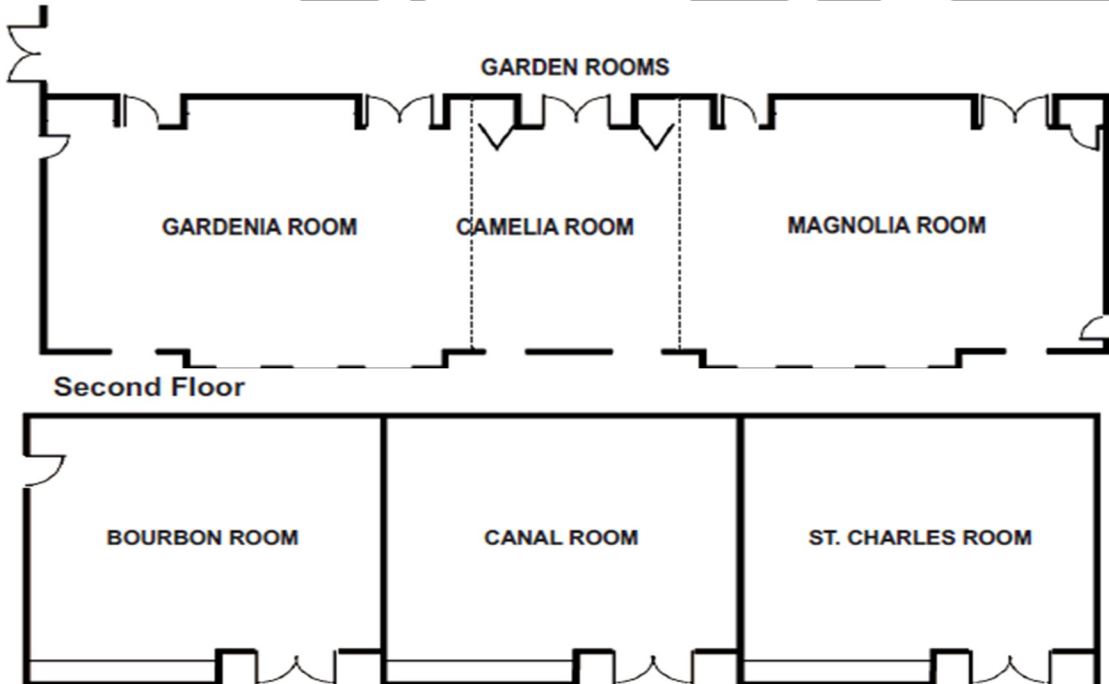 GARDEN ROOMS
GARDENIA ROOM
CAMELIA ROOM
MAGNOLIA ROOM
Second Floor
BOURBON ROOM
CANAL ROOM
ST. CHARLES ROOM